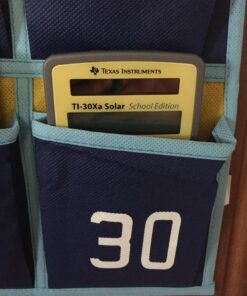 TEXAS INSTRUMENTS
TI-30Xa Solar School Edition
30